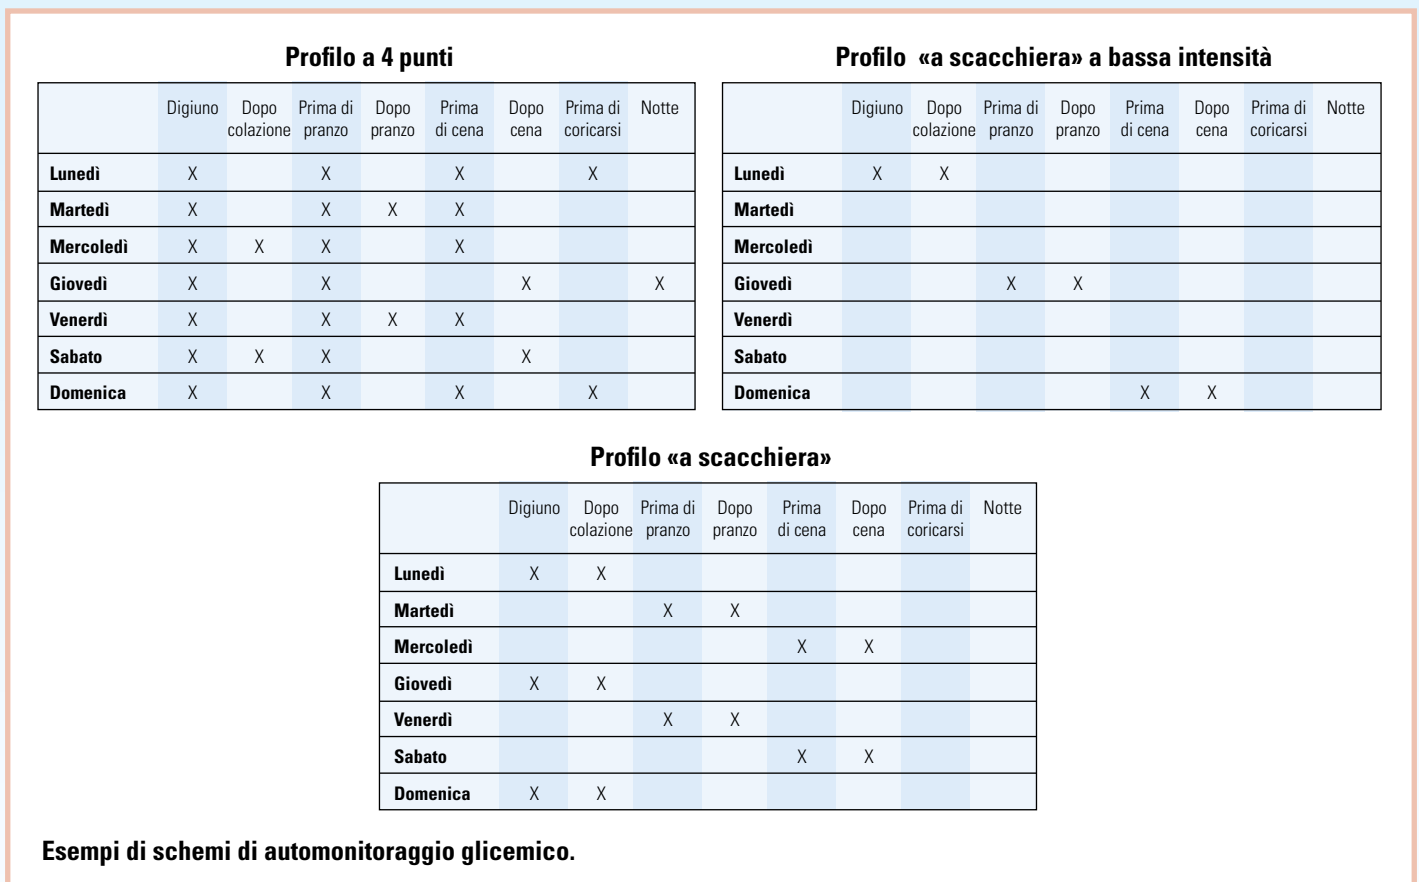 Profilo a 4 punti
Digiuno Dopo colazione Prima di pranzo Dopo pranzo Prima di cena Dopo cena Prima di coricarsi Notte
Lunedì X X X X
Martedì X X X X
Mercoledì X X X X
Giovedì X X X X
Venerdì X X X X
Sabato X X X X
Domenica X X X X
Profilo «a scacchiera» a bassa intensità
Digiuno Dopo colazione Prima di pranzo Dopo pranzo Prima di cena Dopo cena Prima di coricarsi Notte
Lunedì X X
Martedì
Mercoledì
Giovedì X X
Venerdì
Sabato
Domenica X X
Profilo «a scacchiera»
Digiuno Dopo colazione Prima di pranzo Dopo pranzo Prima di cena Dopo cena Prima di coricarsi Notte
Lunedì X X
Martedì X X
Mercoledì X X
Giovedì X X
Venerdì X X
Sabato X X
Domenica X X
Esempi di schemi di automonitoraggio glicemico.